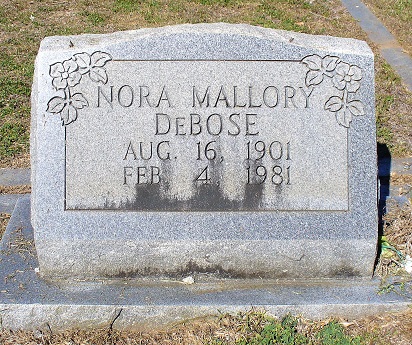 NORA MALLORY
DeBOSE
AUG. 16, 1901
FEB. 4, 1981